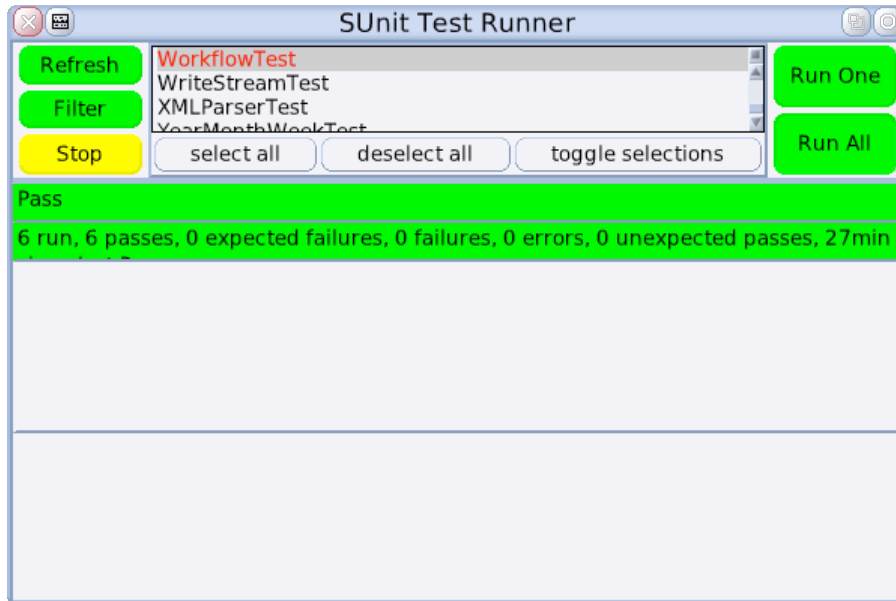 SUnit Test Runner
Refresh
Filter
Stop
WorkflowTest
WriteStreamTest
XMLParserTest
YearMonthWeekTest
select all
deselect all
toggle selections
Run One
Run All
Pass
6 run, 6 passes, 0 expected failures, 0 failures, 0 errors, 0 unexpected passes, 27min